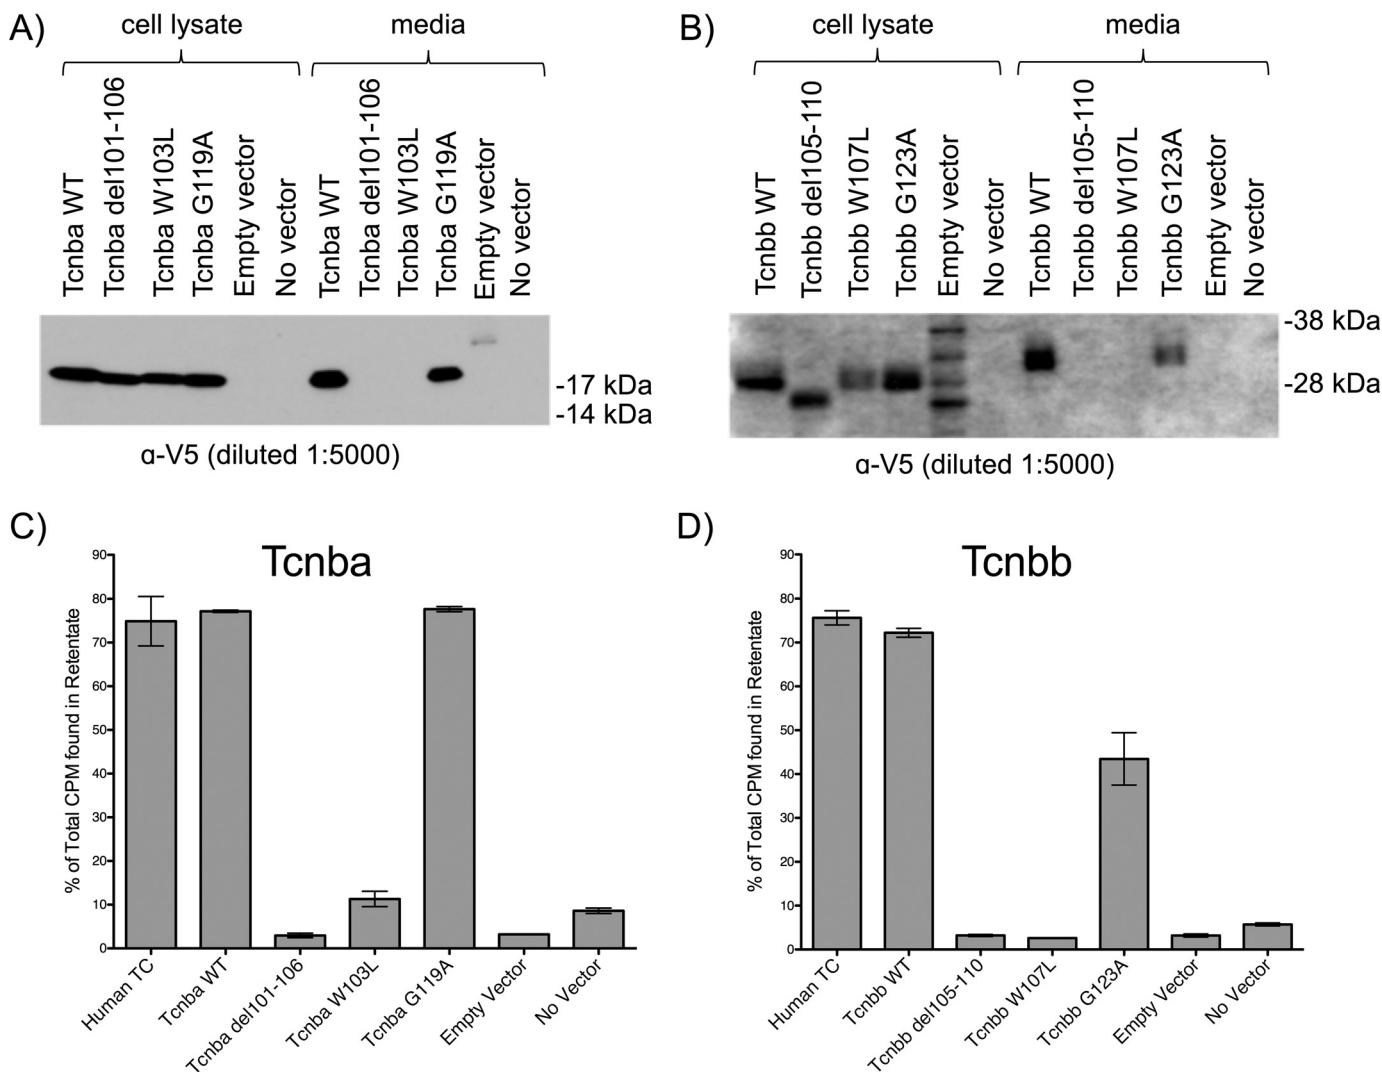 A)
cell lysate
media
Tcnba WT
Tcnba del101-106
Tcnba W103L
Tcnba G119A
Empty vector
No vector
Tcnba WT
Tcnba del101-106
Tcnba W103L
Tcnba G119A
Empty vector
No vector
-17 kDa
-14 kDa
α-V5 (diluted 1:5000)
B)
cell lysate
media
Tcnbb WT
Tcnbb del105-110
Tcnbb W107L
Tcnbb G123A
Empty vector
No vector
Tcnbb WT
Tcnbb del105-110
Tcnbb W107L
Tcnbb G123A
Empty vector
No vector
-38 kDa
-28 kDa
α-V5 (diluted 1:5000)
C)
Tcnba
% of Total CPM found in Retentate
90
80
70
60
50
40
30
20
10
0
Human TC
Tcnba WT
Tcnba del101-106
Tcnba W103L
Tcnba G119A
Empty Vector
No Vector
D)
Tcnbb
% of Total CPM found in Retentate
90
80
70
60
50
40
30
20
10
0
Human TC
Tcnbb WT
Tcnbb del105-110
Tcnbb W107L
Tcnbb G123A
Empty Vector
No Vector